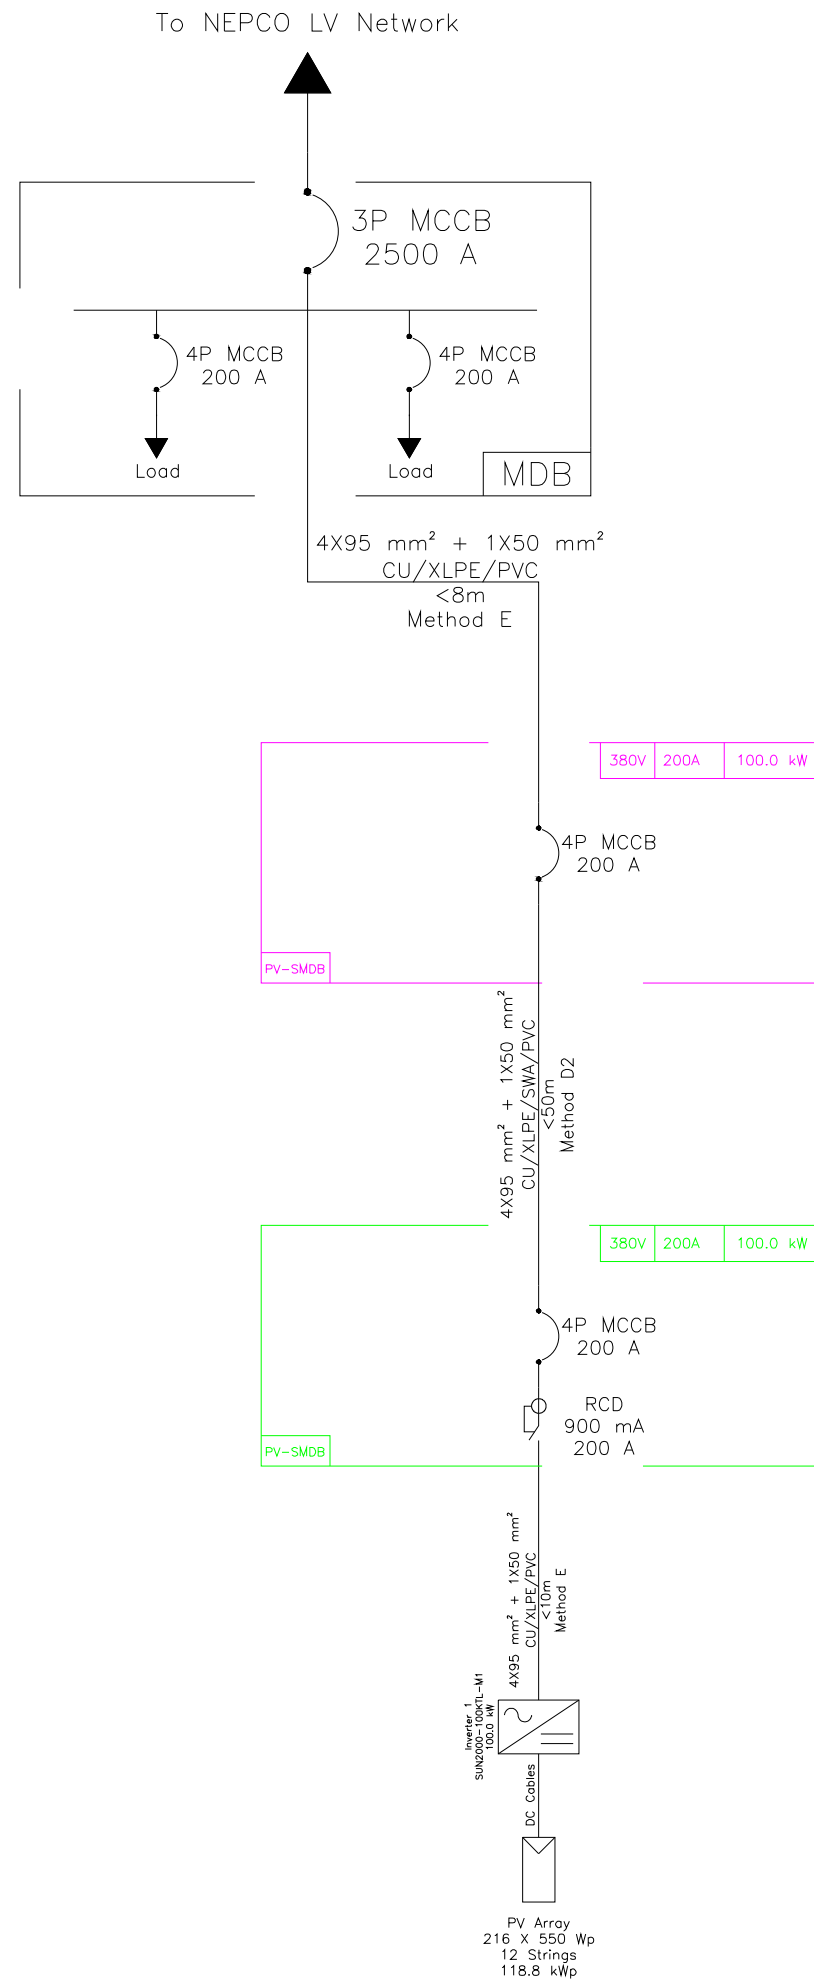 To NEPCO LV Network
3P MCCB
2500 A
4P MCCB
200 A
Load
4P MCCB
200 A
Load
MDB
4X95 mm² + 1X50 mm²
CU/XLPE/PVC
<8m
Method E
380V 200A 100.0 kW
4P MCCB
200 A
PV-SMDB
4X95 mm² + 1X50 mm²
CU/XLPE/SWA/PVC
<50m
Method D2
380V 200A 100.0 kW
4P MCCB
200 A
RCD
900 mA
200 A
PV-SMDB
4X95 mm² + 1X50 mm²
CU/XLPE/PVC
<10m
Method E
Inverter 1
SUN2000-100KTL-M1
100.0 kW
DC Cables
PV Array
216 X 550 Wp
12 Strings
118.8 kWp